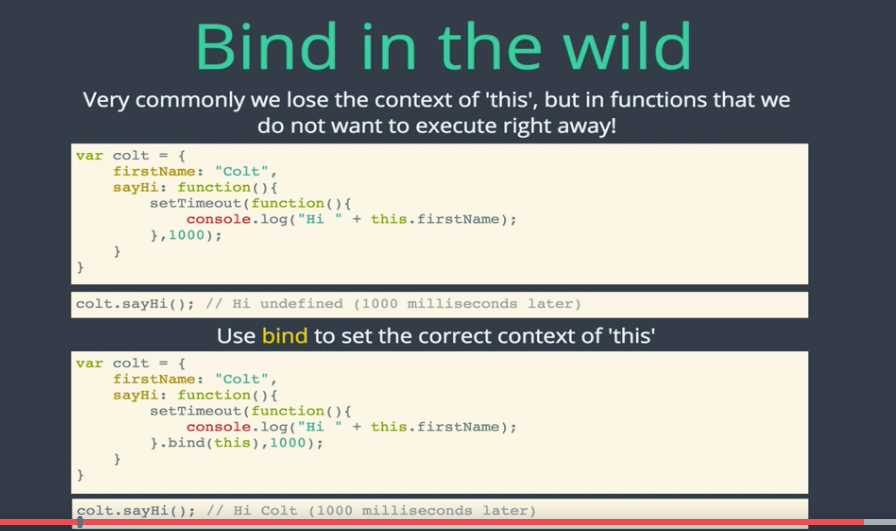 Bind in the wild
Very commonly we lose the context of 'this', but in functions that we
do not want to execute right away!
var colt = {
    firstName: "Colt",
    sayHi: function(){
        setTimeout(function(){
            console.log("Hi " + this.firstName);
        },1000);
    }
}
colt.sayHi(); // Hi undefined (1000 milliseconds later)
Use bind to set the correct context of 'this'
var colt = {
    firstName: "Colt",
    sayHi: function(){
        setTimeout(function(){
            console.log("Hi " + this.firstName);
        }.bind(this),1000);
    }
}
colt.sayHi(); // Hi Colt (1000 milliseconds later)